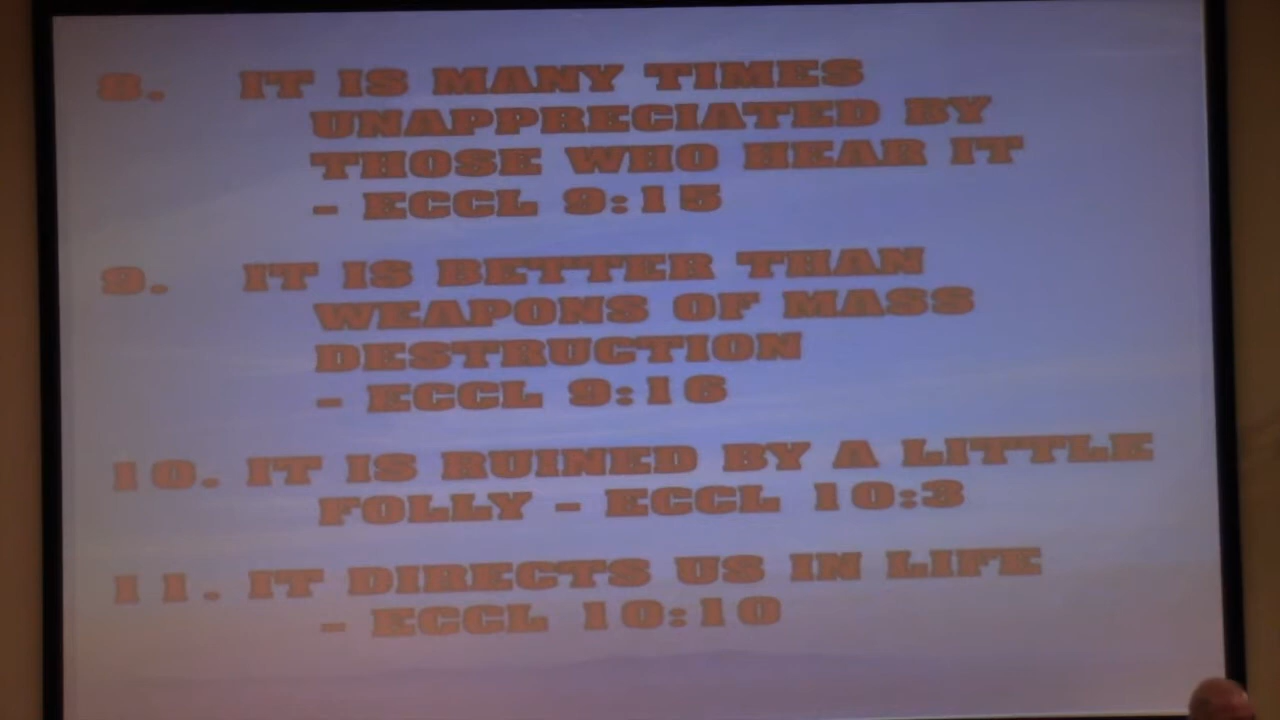 8. IT IS MANY TIMES
UNAPPRECIATED BY
THOSE WHO HEAR IT
- ECCL 9:15
9. IT IS BETTER THAN
WEAPONS OF MASS
DESTRUCTION
- ECCL 9:16
10. IT IS RUINED BY A LITTLE
FOLLY - ECCL 10:3
11. IT DIRECTS US IN LIFE
- ECCL 10:10